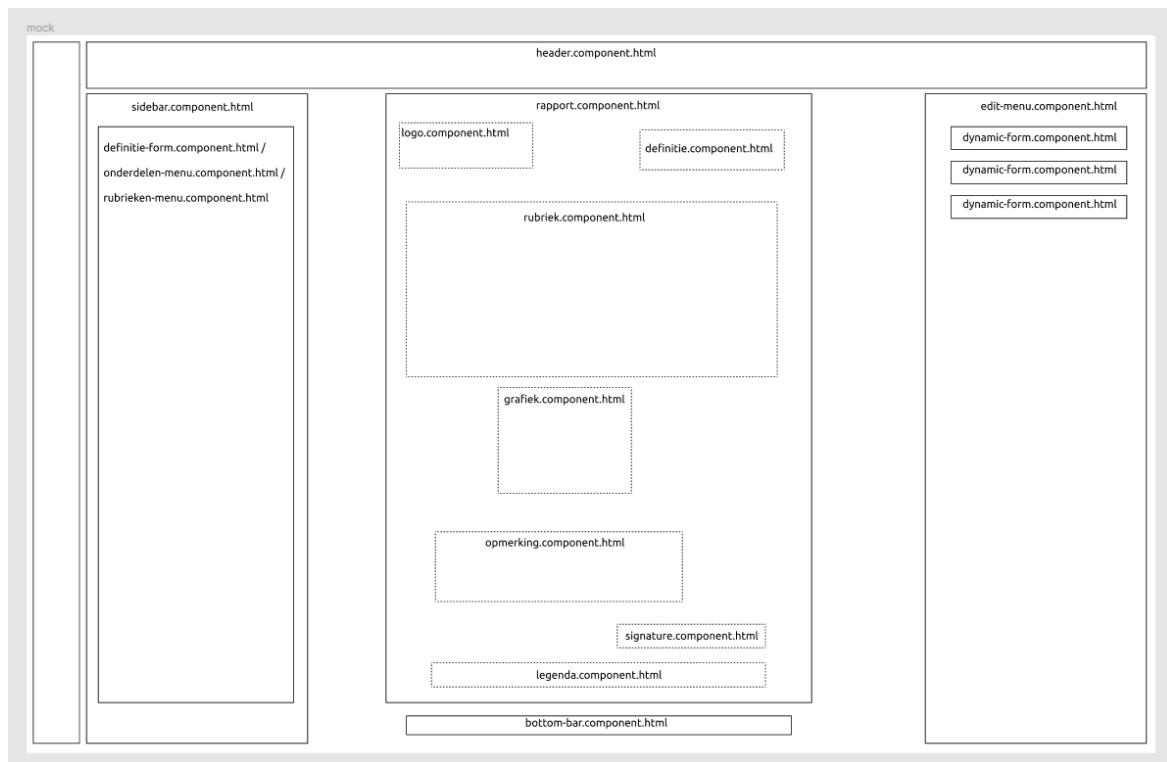 mock
header.component.html
sidebar.component.html
definitie-form.component.html /
onderdelen-menu.component.html /
rubrieken-menu.component.html
rapport.component.html
logo.component.html
definitie.component.html
rubriek.component.html
grafiek.component.html
opmerking.component.html
signature.component.html
legenda.component.html
bottom-bar.component.html
edit-menu.component.html
dynamic-form.component.html
dynamic-form.component.html
dynamic-form.component.html